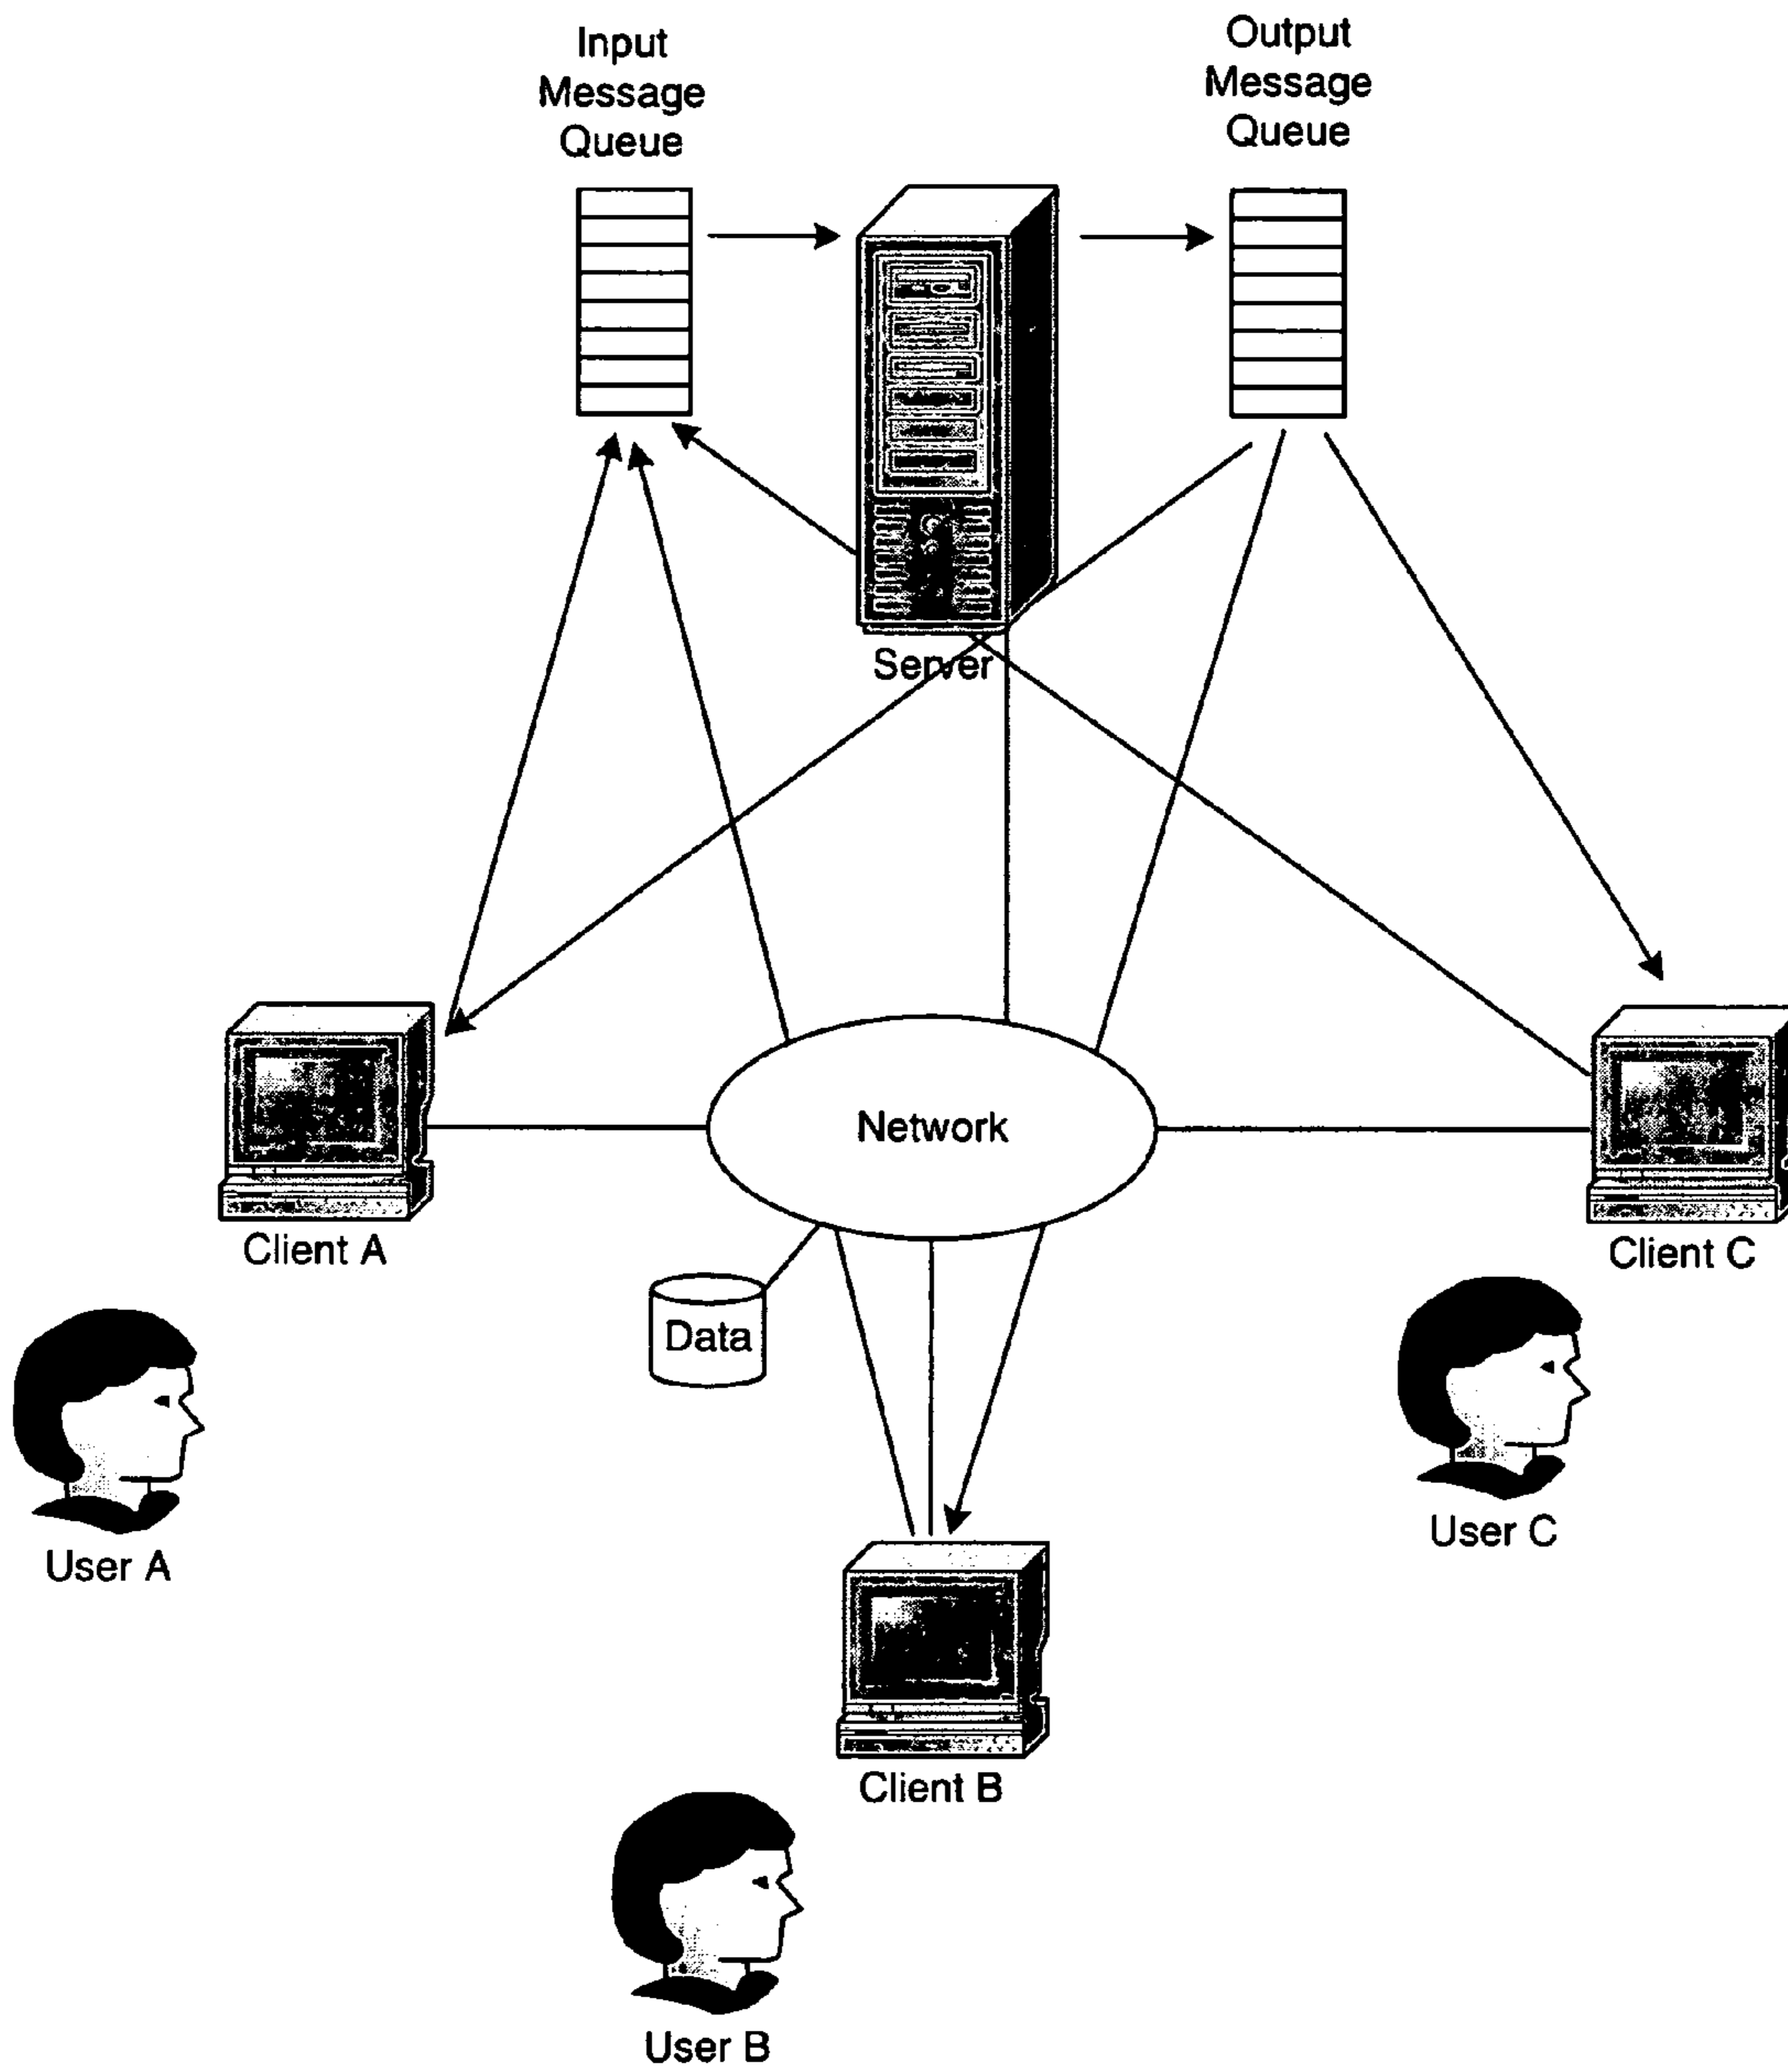 Input
Message
Queue
Output
Message
Queue
Server
Network
Client A
Client C
Data
User A
User C
Client B
User B